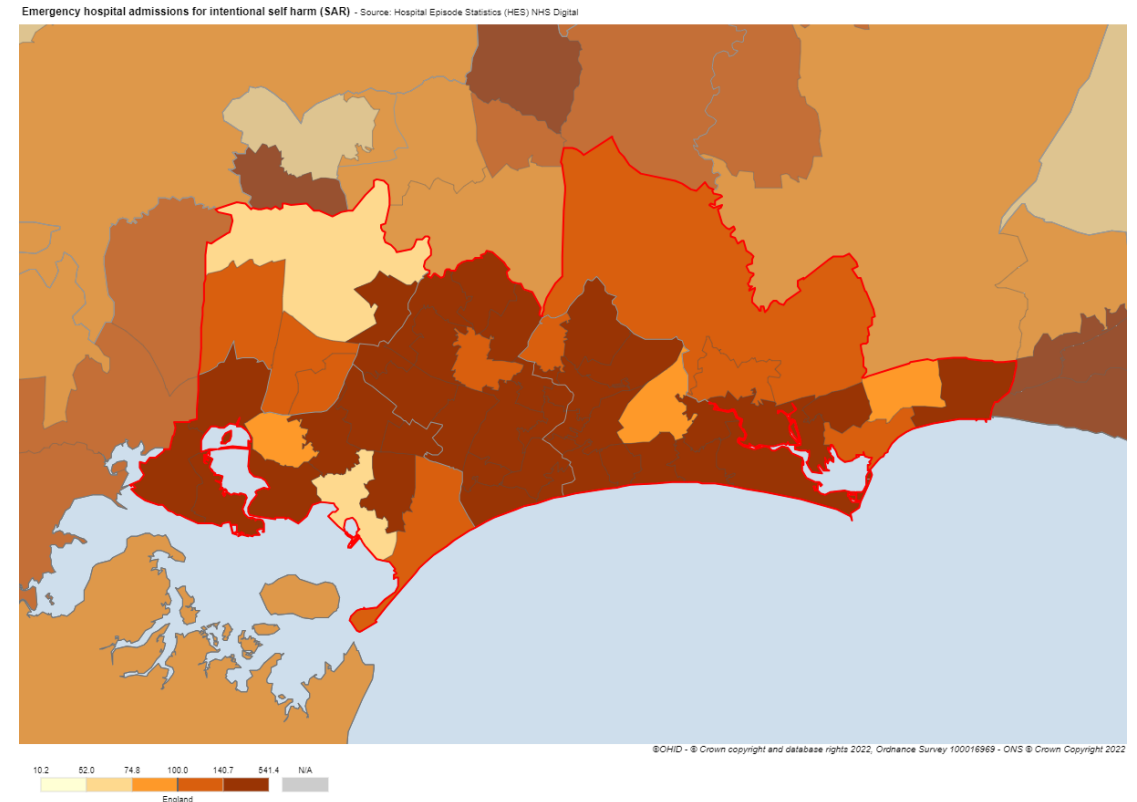 Emergency hospital admissions for intentional self harm (SAR) - Source: Hospital Episode Statistics (HES) NHS Digital
©OHID - © Crown copyright and database rights 2022, Ordnance Survey 100016969 - ONS © Crown Copyright 2022
10.2 52.0 74.8 100.0 140.7 541.4 N/A
England